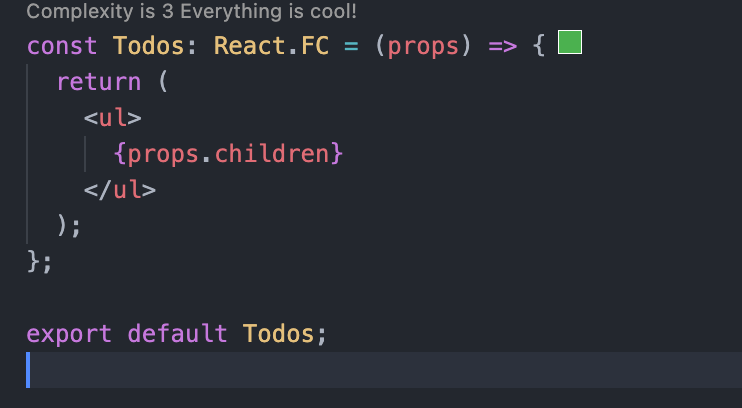 Complexity is 3 Everything is cool!
const Todos: React.FC = (props) => {
  return (
    <ul>
      {props.children}
    </ul>
  );
};

export default Todos;